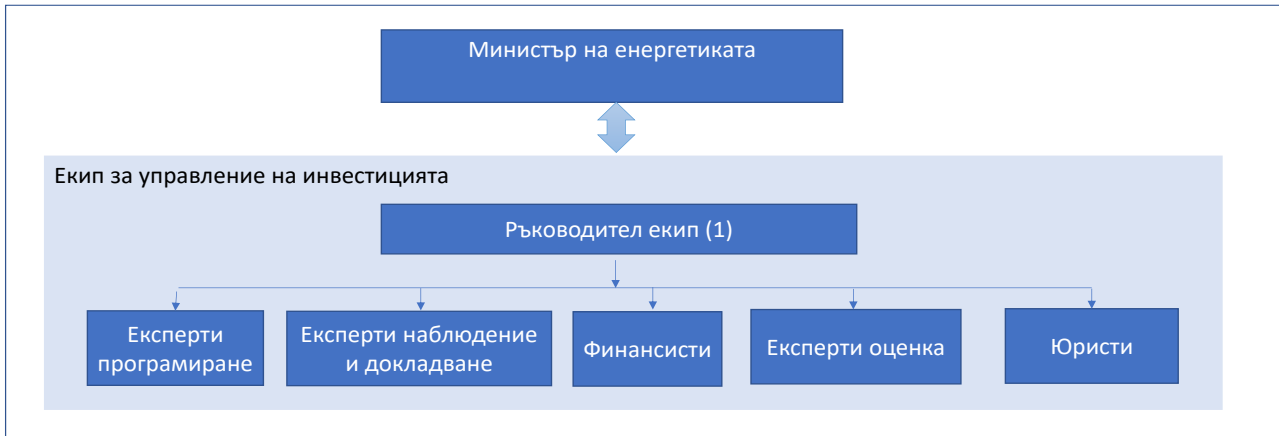 Министър на енергетиката
Екип за управление на инвестицията
Ръководител екип (1)
Експерти
програмиране
Експерти наблюдение
и докладване
Финансисти
Експерти оценка
Юристи